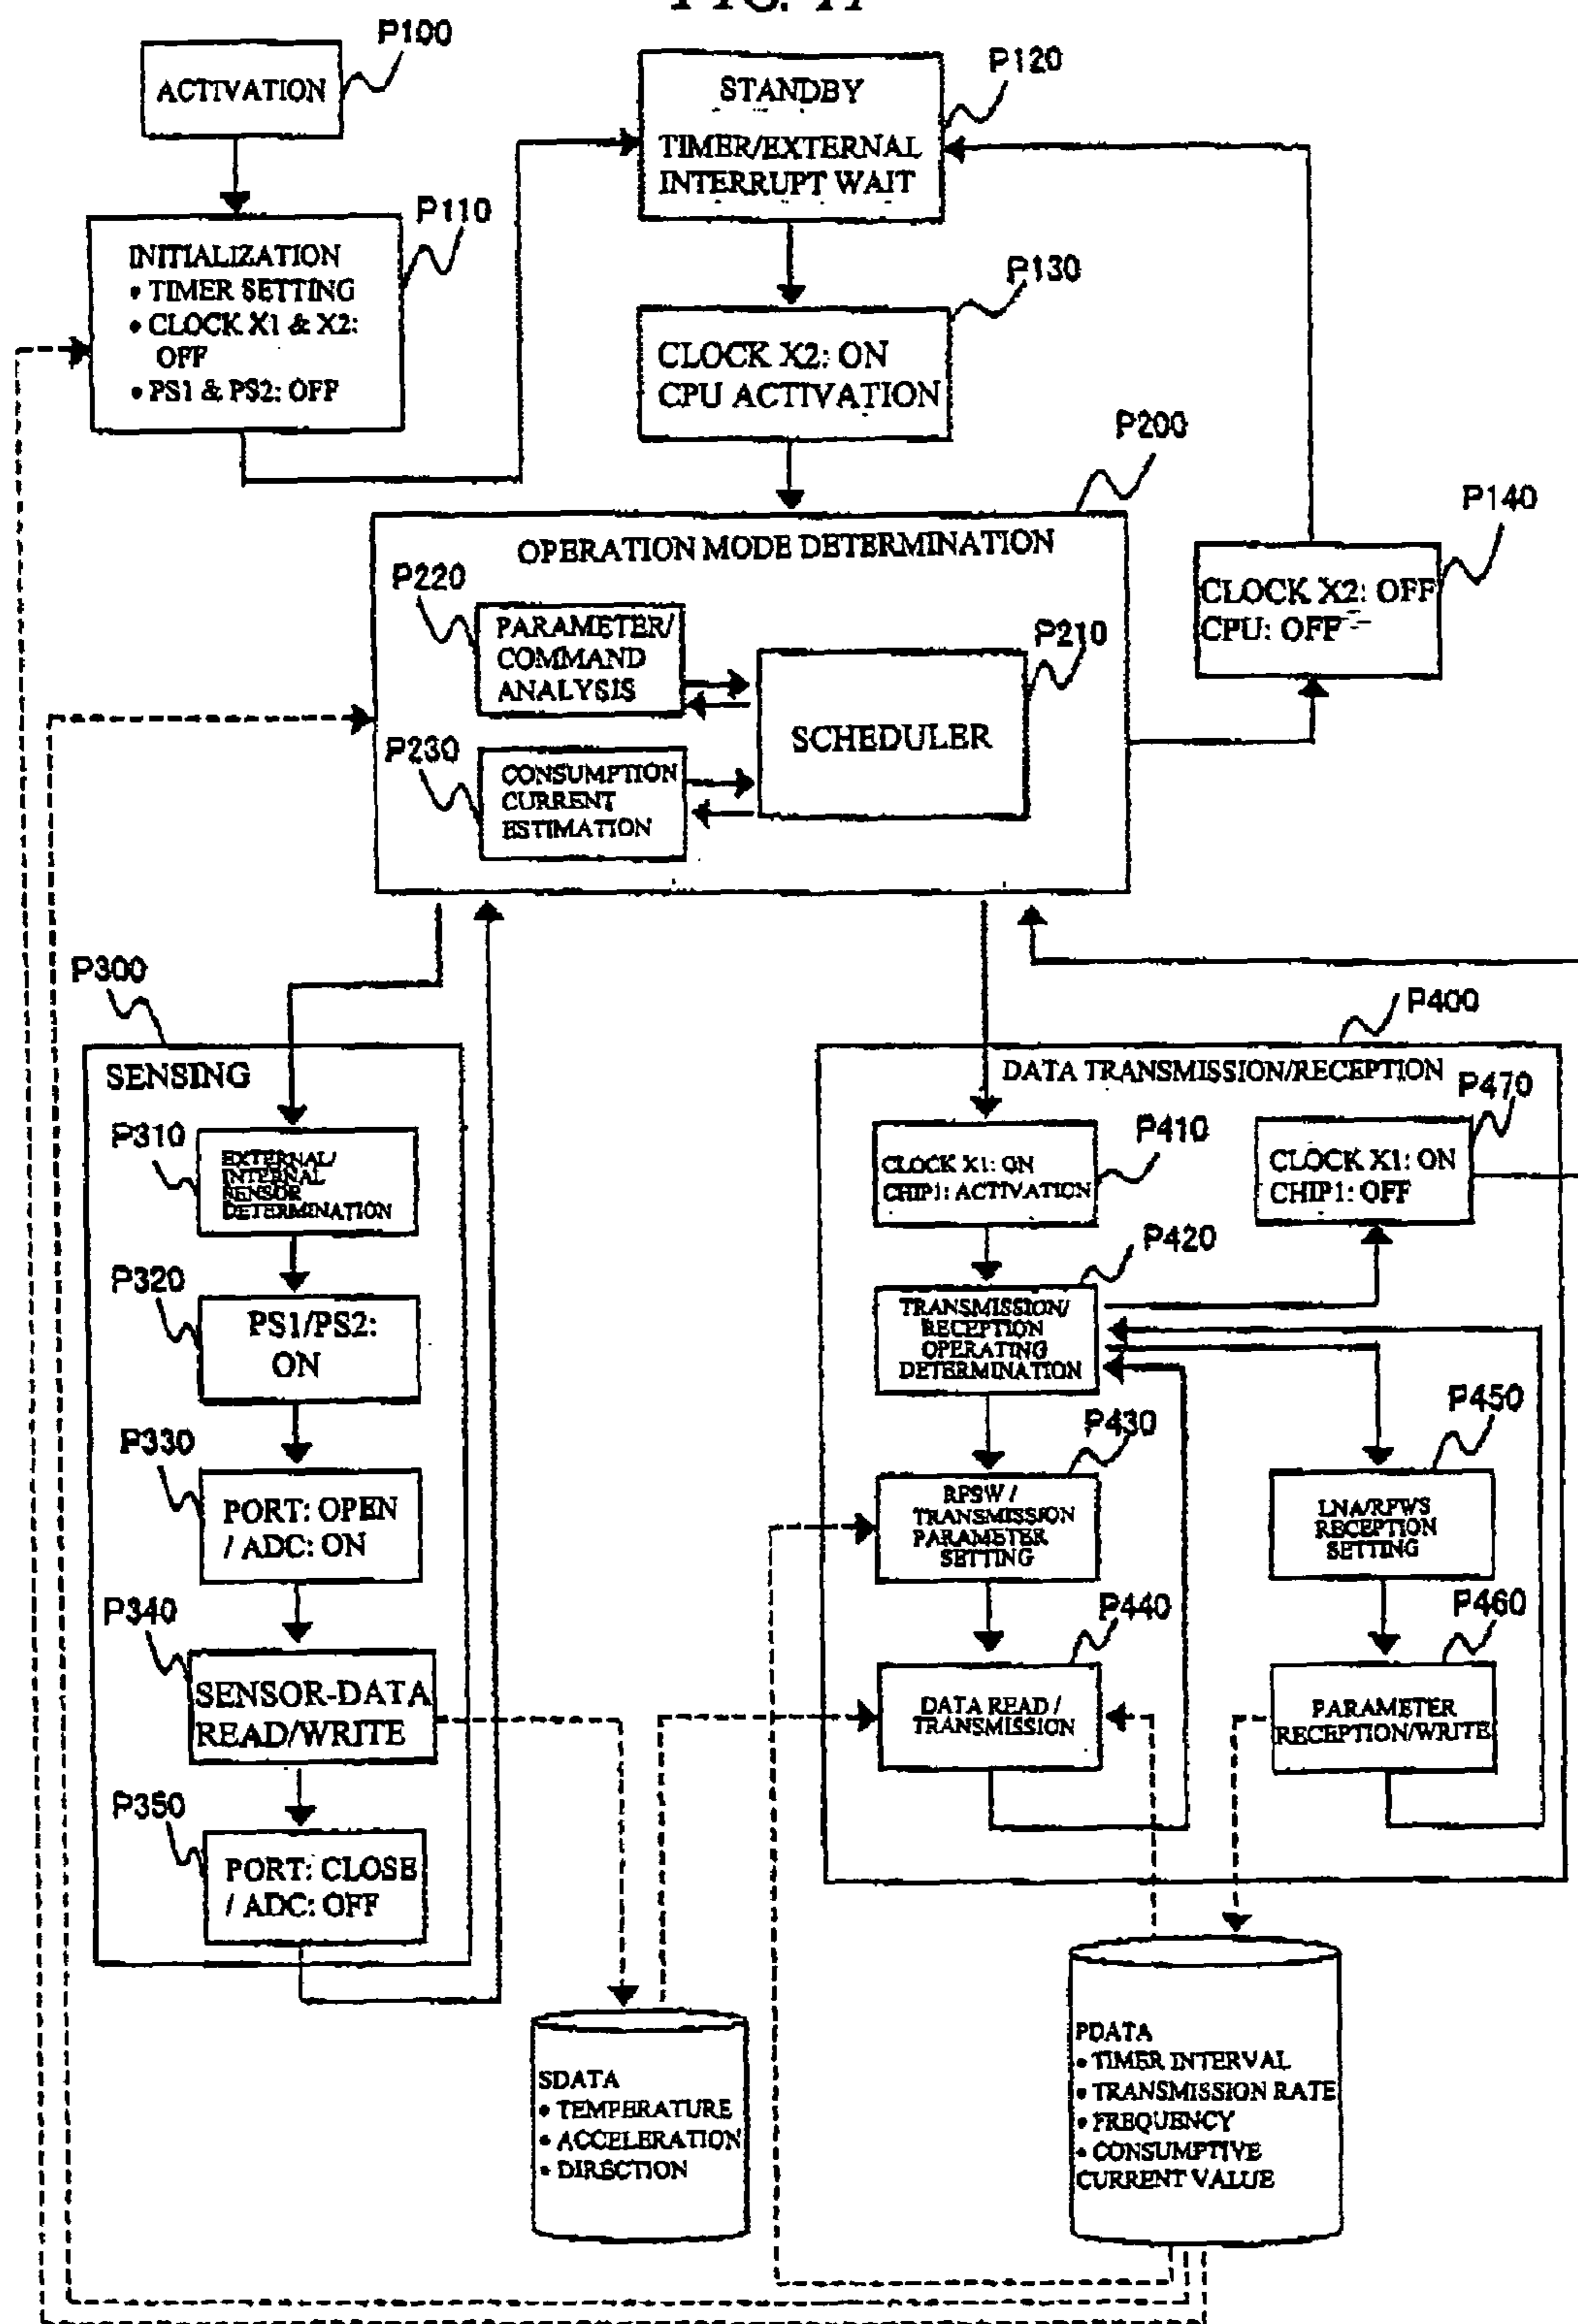 P100
ACTIVATION
P120
STANDBY
TIMER/EXTERNAL
INTERRUPT WAIT
P110
INITIALIZATION
• TIMER SETTING
• CLOCK X1 & X2:
OFF
• PS1 & PS2: OFF
P130
CLOCK X2: ON
CPU ACTIVATION
P200
OPERATION MODE DETERMINATION
P140
CLOCK X2: OFF
CPU: OFF
P220
PARAMETER/
COMMAND
ANALYSIS
P210
SCHEDULER
P230
CONSUMPTION
CURRENT
ESTIMATION
P300
SENSING
P310
EXTERNAL/
INTERNAL
SENSOR
DETERMINATION
P320
PS1/PS2:
ON
P330
PORT: OPEN
/ ADC: ON
P340
SENSOR-DATA
READ/WRITE
P350
PORT: CLOSE
/ ADC: OFF
P400
DATA TRANSMISSION/RECEPTION
P410
CLOCK X1: ON
CHIP1: ACTIVATION
P470
CLOCK X1: ON
CHIP1: OFF
P420
TRANSMISSION/
RECEPTION
OPERATING
DETERMINATION
P430
RPSW /
TRANSMISSION
PARAMETER
SETTING
P450
LNA/RPWS
RECEPTION
SETTING
P440
DATA READ /
TRANSMISSION
P460
PARAMETER
RECEPTION/WRITE
SDATA
• TEMPERATURE
• ACCELERATION
• DIRECTION
PDATA
• TIMER INTERVAL
• TRANSMISSION RATE
• FREQUENCY
• CONSUMPTIVE
CURRENT VALUE